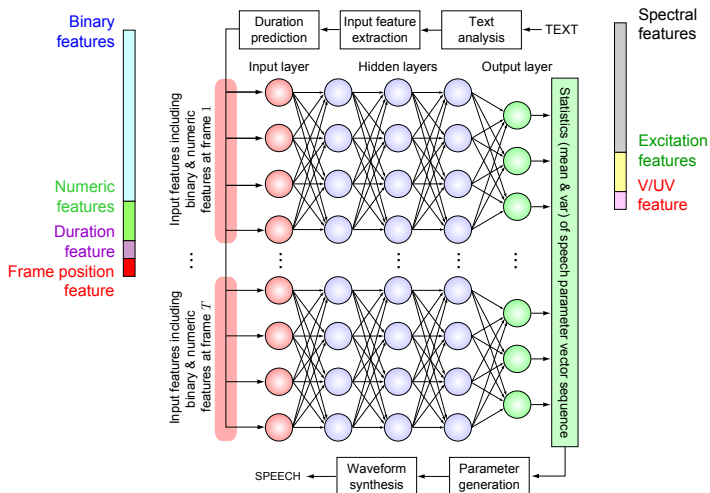 Binary
features
Numeric
features
Duration
feature
Frame position
feature
Duration
prediction
Input feature
extraction
Text
analysis
TEXT
Input layer
Hidden layers
Output layer
Input features including
binary & numeric
features at frame 1
...
...
...
...
Input features including
binary & numeric
features at frame T
Statistics (mean & var) of speech parameter vector sequence
SPEECH
Waveform
synthesis
Parameter
generation
Spectral
features
Excitation
features
V/UV
feature